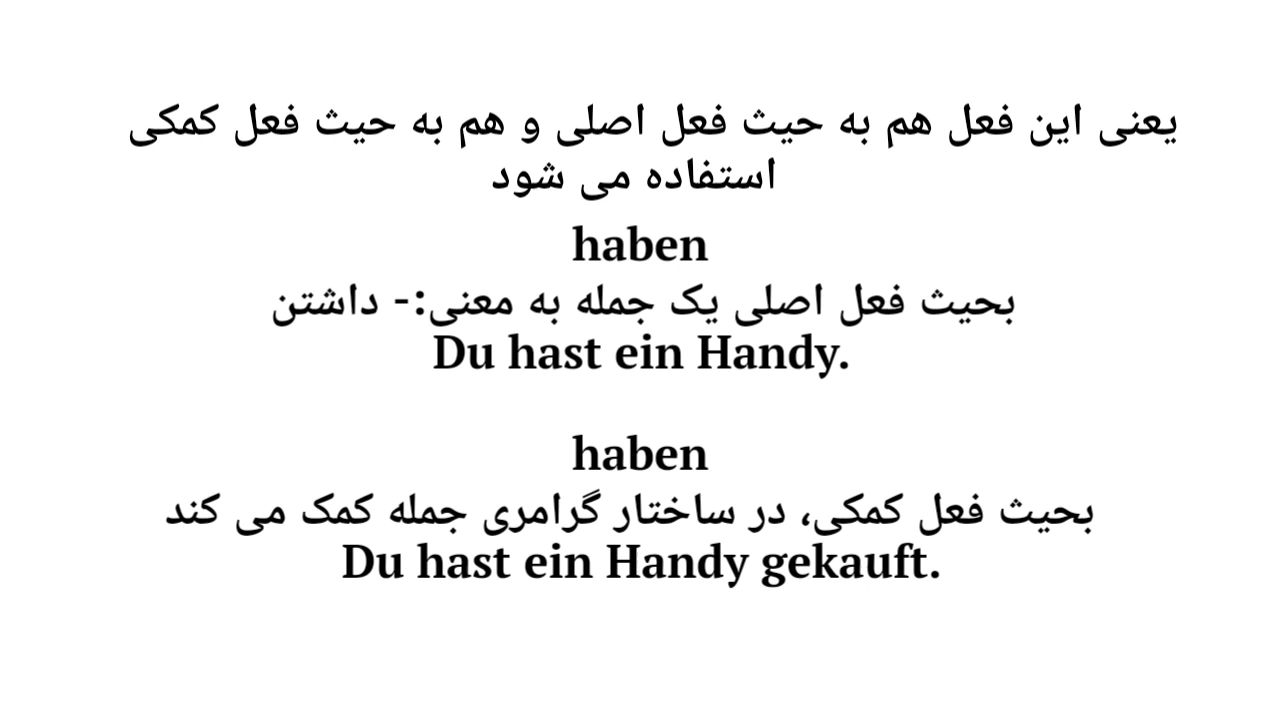 یعنی این فعل هم به حیث فعل اصلی و هم به حیث فعل کمکی
استفاده می شود
haben
بحیث فعل اصلی یک جمله به معنی:- داشتن
Du hast ein Handy.
haben
بحیث فعل کمکی، در ساختار گرامری جمله کمک می کند
Du hast ein Handy gekauft.